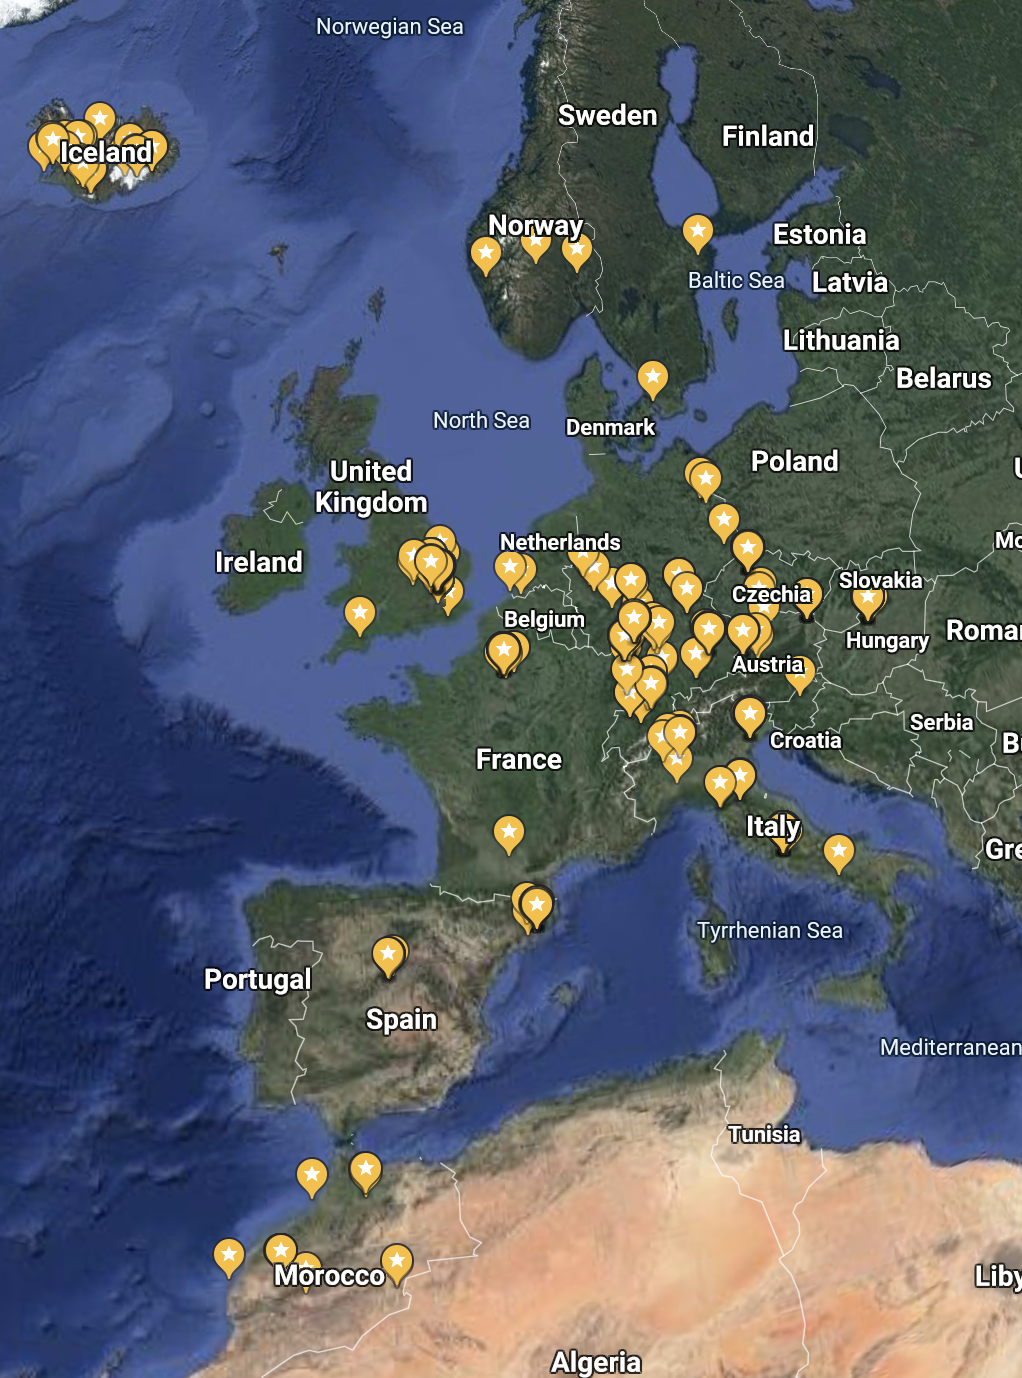 Norwegian Sea
Sweden
Finland
Iceland
Norway
Estonia
Baltic Sea
Latvia
Lithuania
Belarus
North Sea
Denmark
Poland
United
Kingdom
U
Netherlands
Mo
Ireland
Slovakia
Czechia
Belgium
Romar
Hungary
Austria
Serbia
Croatia
B
France
Italy
Gre
Tyrrhenian Sea
Portugal
Spain
Mediterranean
Tunisia
Morocco
Liby
Algeria